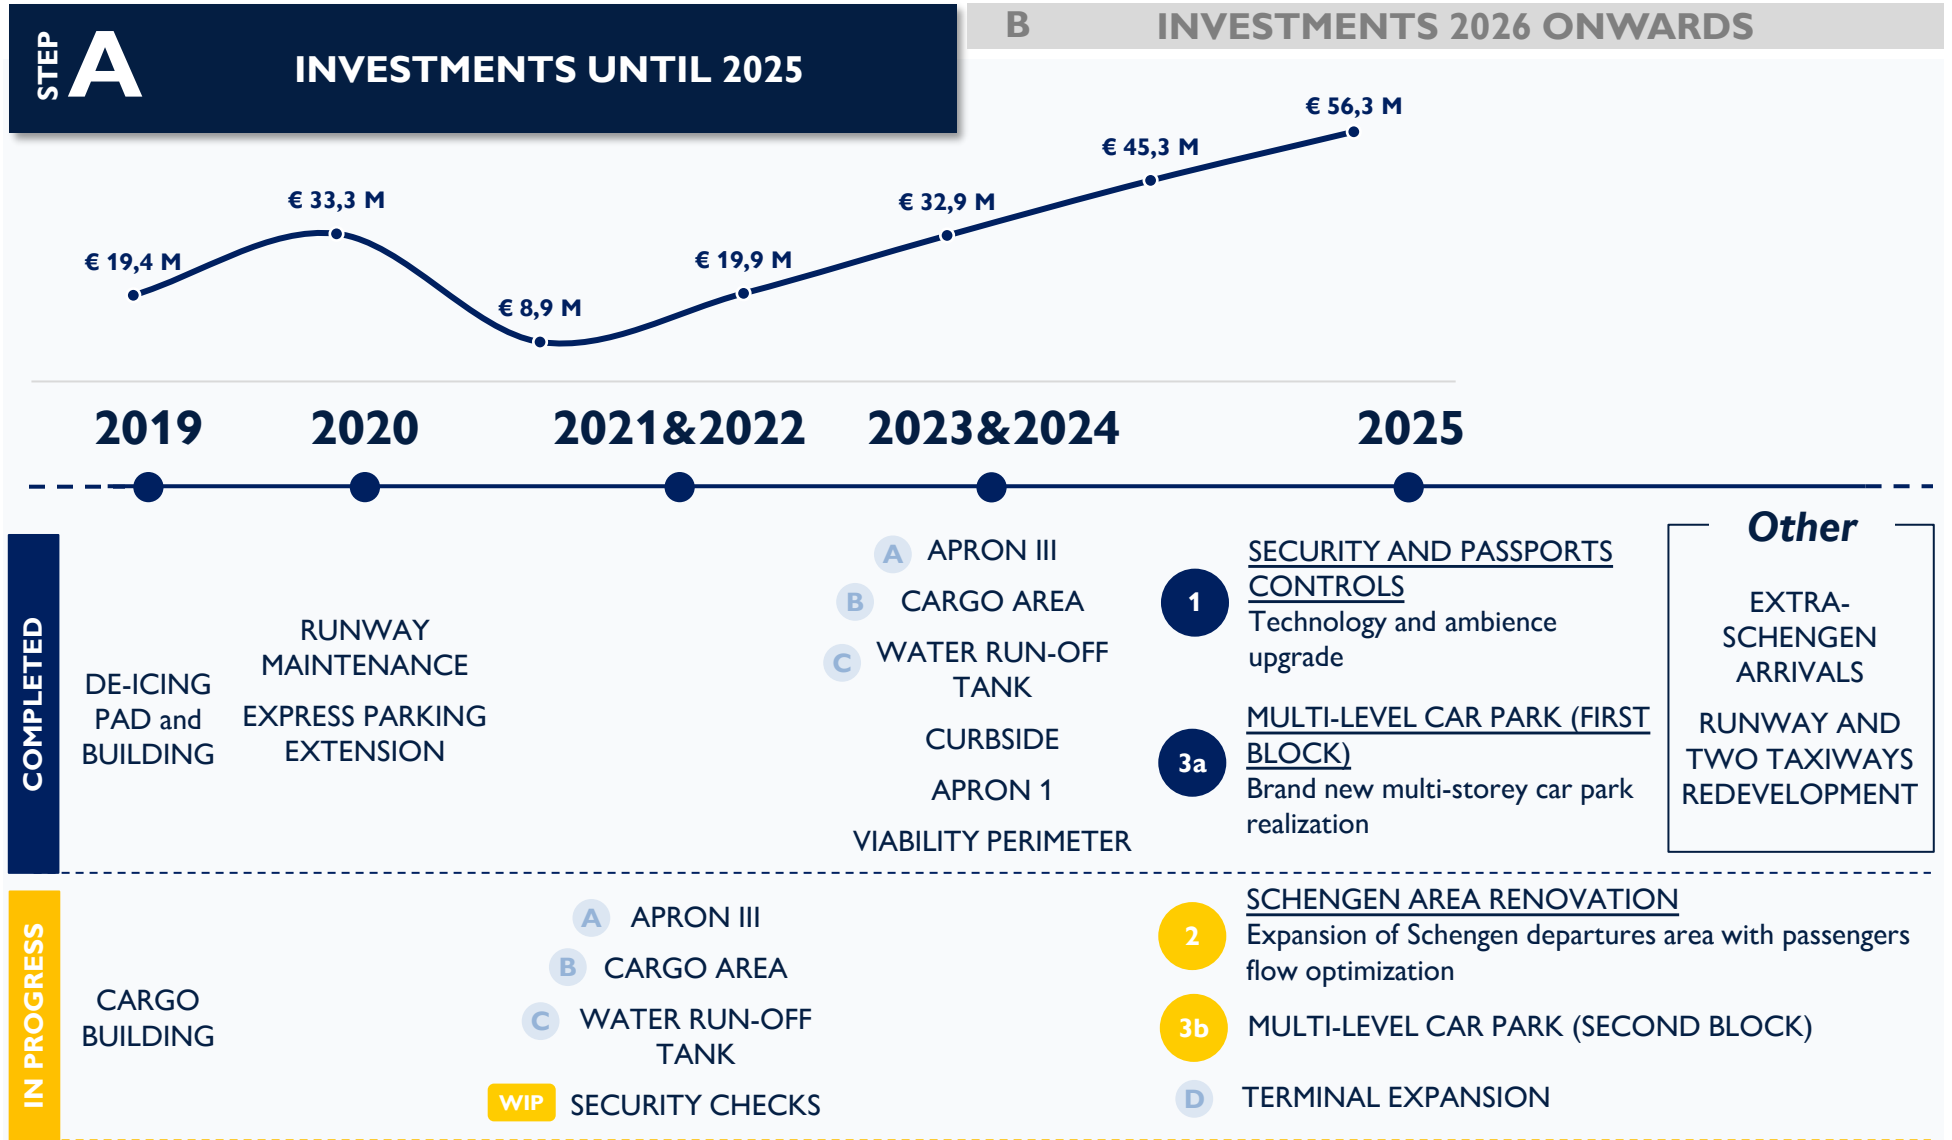 STEP A
INVESTMENTS UNTIL 2025
B INVESTMENTS 2026 ONWARDS
€ 19,4 M
€ 33,3 M
€ 8,9 M
€ 19,9 M
€ 32,9 M
€ 45,3 M
€ 56,3 M
2019
2020
2021&2022
2023&2024
2025
COMPLETED
DE-ICING
PAD and
BUILDING
RUNWAY
MAINTENANCE
EXPRESS PARKING
EXTENSION
A APRON III
B CARGO AREA
C WATER RUN-OFF
TANK
CURBSIDE
APRON 1
VIABILITY PERIMETER
1
SECURITY AND PASSPORTS
CONTROLS
Technology and ambience
upgrade
3a
MULTI-LEVEL CAR PARK (FIRST
BLOCK)
Brand new multi-storey car park
realization
Other
EXTRA-
SCHENGEN
ARRIVALS
RUNWAY AND
TWO TAXIWAYS
REDEVELOPMENT
IN PROGRESS
CARGO
BUILDING
A APRON III
B CARGO AREA
C WATER RUN-OFF
TANK
WIP SECURITY CHECKS
2
SCHENGEN AREA RENOVATION
Expansion of Schengen departures area with passengers
flow optimization
3b MULTI-LEVEL CAR PARK (SECOND BLOCK)
D TERMINAL EXPANSION